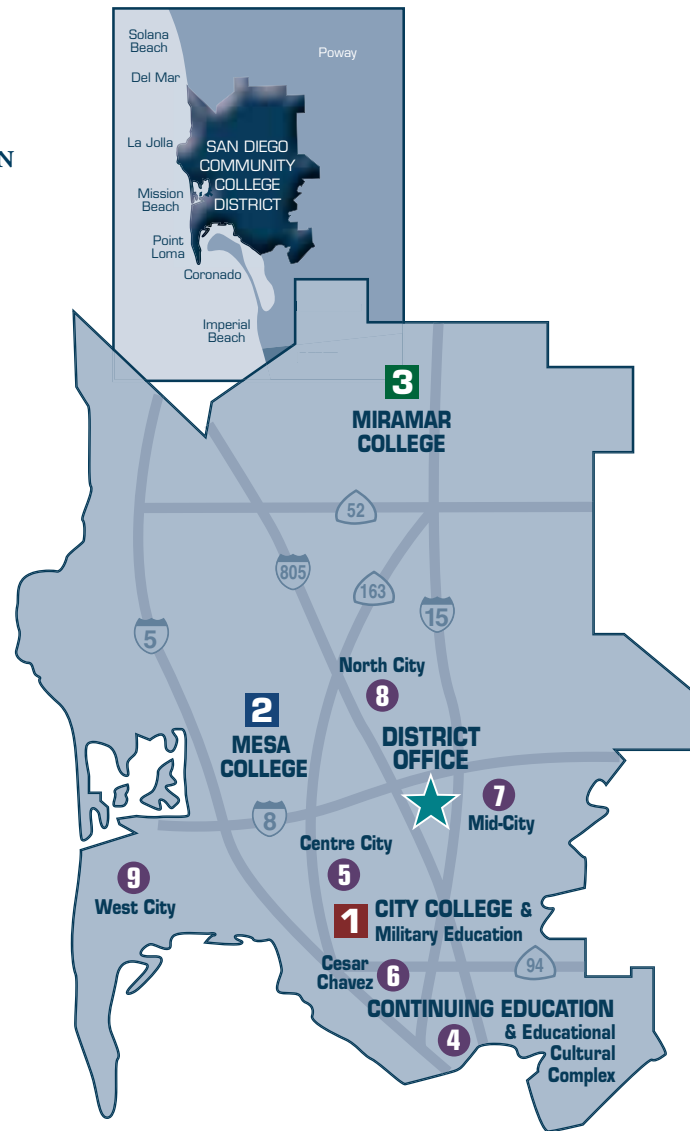 Solana
Beach
Poway
Del Mar
La Jolla
N
SAN DIEGO
COMMUNITY
COLLEGE
DISTRICT
Mission
Beach
Point
Loma
Coronado
Imperial
Beach
3
MIRAMAR
COLLEGE
52
805
163
15
5
North City
8
2
MESA
COLLEGE
DISTRICT
OFFICE
7
Mid-City
8
Centre City
5
9
West City
1
CITY COLLEGE &
Military Education
Cesar
Chavez
6
94
CONTINUING EDUCATION
4
& Educational
Cultural
Complex